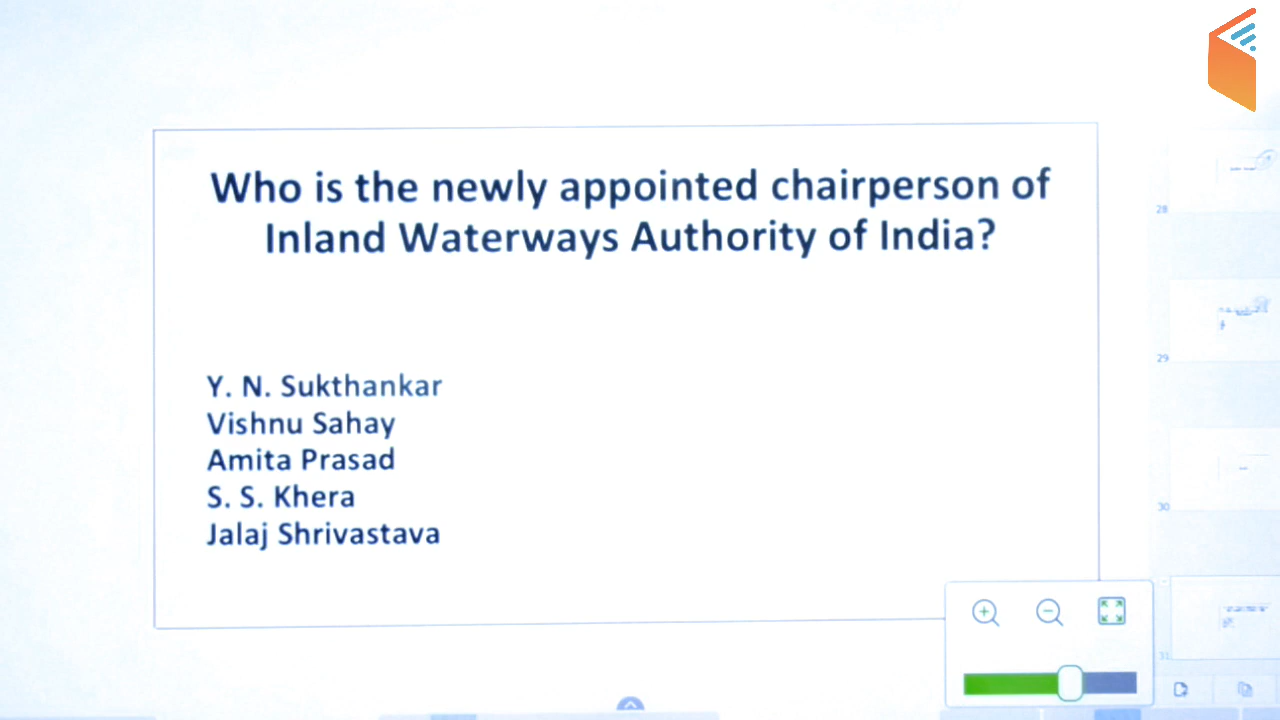 Who is the newly appointed chairperson of
Inland Waterways Authority of India?
Y. N. Sukthankar
Vishnu Sahay
Amita Prasad
S. S. Khera
Jalaj Shrivastava
28
29
30
31